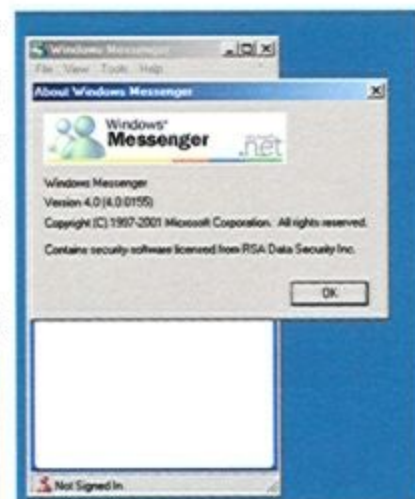 Windows Messenger
File View Tools Help
About Windows Messenger
Windows®
Messenger
.net
Windows Messenger
Version 4.0 (4.0.0155)
Copyright (C) 1997-2001 Microsoft Corporation. All rights reserved.
Contains security software licensed from RSA Data Security Inc.
OK
Not Signed In